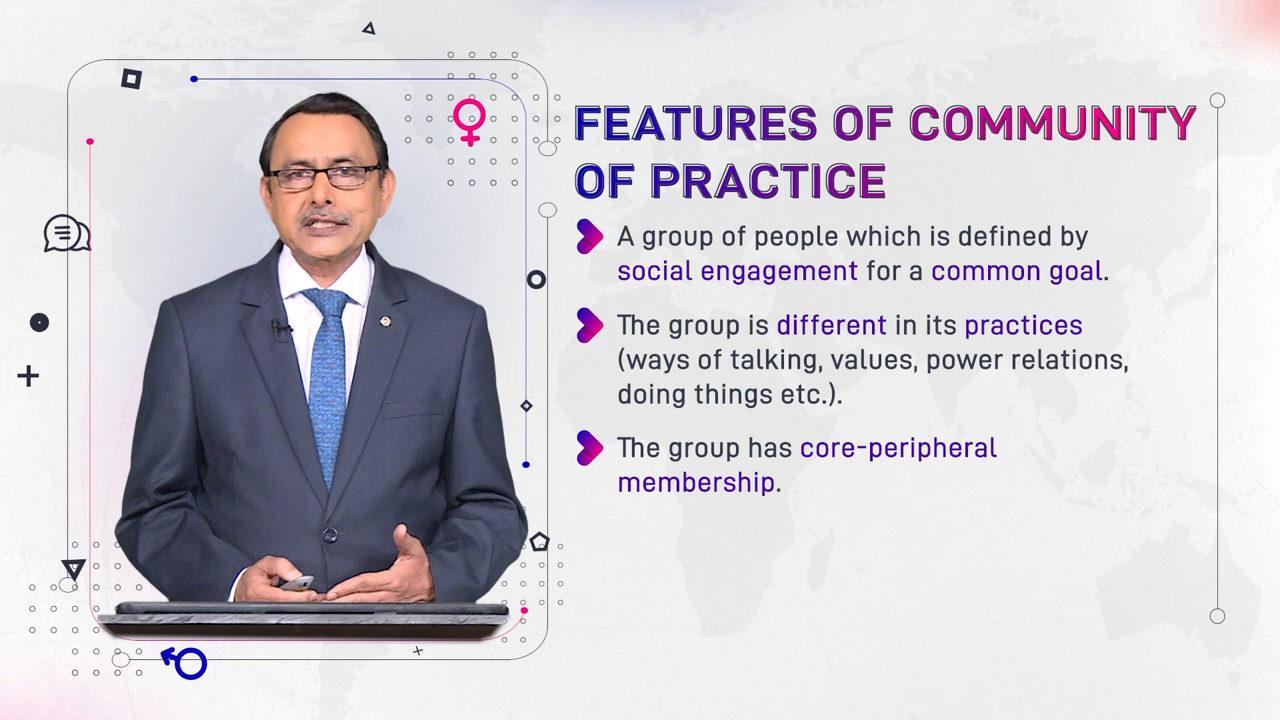 FEATURES OF COMMUNITY
OF PRACTICE
A group of people which is defined by
social engagement for a common goal.
The group is different in its practices
(ways of talking, values, power relations,
doing things etc.).
The group has core-peripheral
membership.